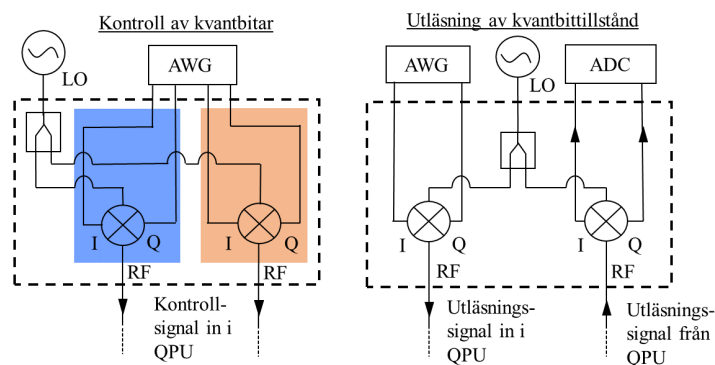 Kontroll av kvantbitar
LO
AWG
I
Q
I
Q
RF
RF
Kontroll-
signal in i
QPU
Utläsning av kvantbittillstånd
AWG
LO
ADC
I
Q
I
Q
RF
RF
Utläsnings-
signal in i
QPU
Utläsnings-
signal från
QPU